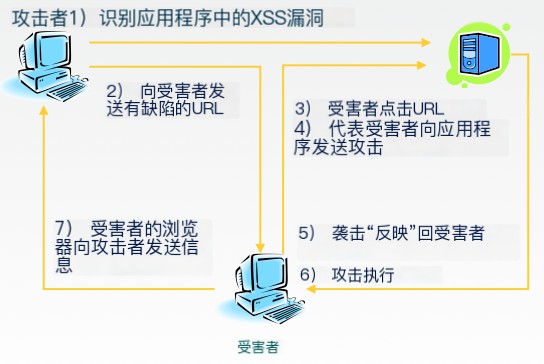 攻击者1) 识别应用程序中的XSS漏洞
2) 向受害者发
送有缺陷的URL
3) 受害者点击URL
4) 代表受害者向应用程
序发送攻击
5) 袭击“反映”回受害者
6) 攻击执行
7) 受害者的浏览
器向攻击者发送信
息
受害者